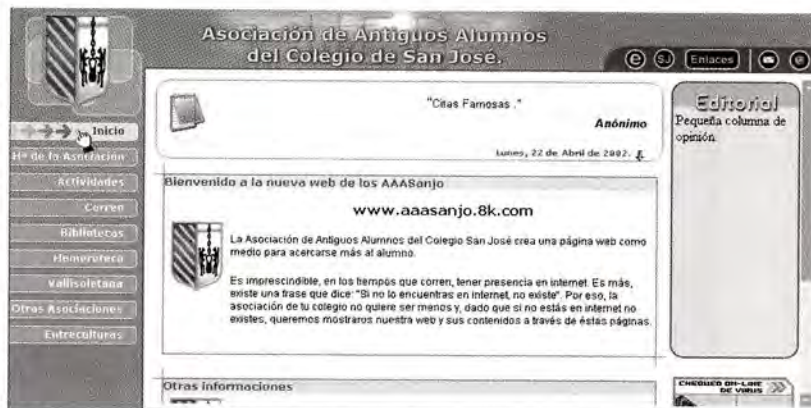 Asociación de Antiguos Alumnos
del Colegio de San José.
e
SJ
Enlaces
Inicio
Hª de la Asociación
Actividades
Correo
Bibliotecas
Hemeroteca
Vallisoletana
Otras Asociaciones
Entreculturas
"Citas Famosas ."
Anónimo
Lunes, 22 de Abril de 2002.
Bienvenido a la nueva web de los AAASanjo
www.aaasanjo.8k.com
La Asociación de Antiguos Alumnos del Colegio San José crea una página web como
medio para acercarse más al alumno.
Es imprescindible, en los tiempos que corren, tener presencia en internet. Es más,
existe una frase que dice: "Si no lo encuentras en internet, no existe". Por eso, la
asociación de tu colegio no quiere ser menos y, dado que si no estás en internet no
existes, queremos mostraros nuestra web y sus contenidos a través de éstas páginas.
Otras informaciones
Editorial
Pequeña columna de
opinión.
CHEQUEO ON-LINE
DE VIRUS